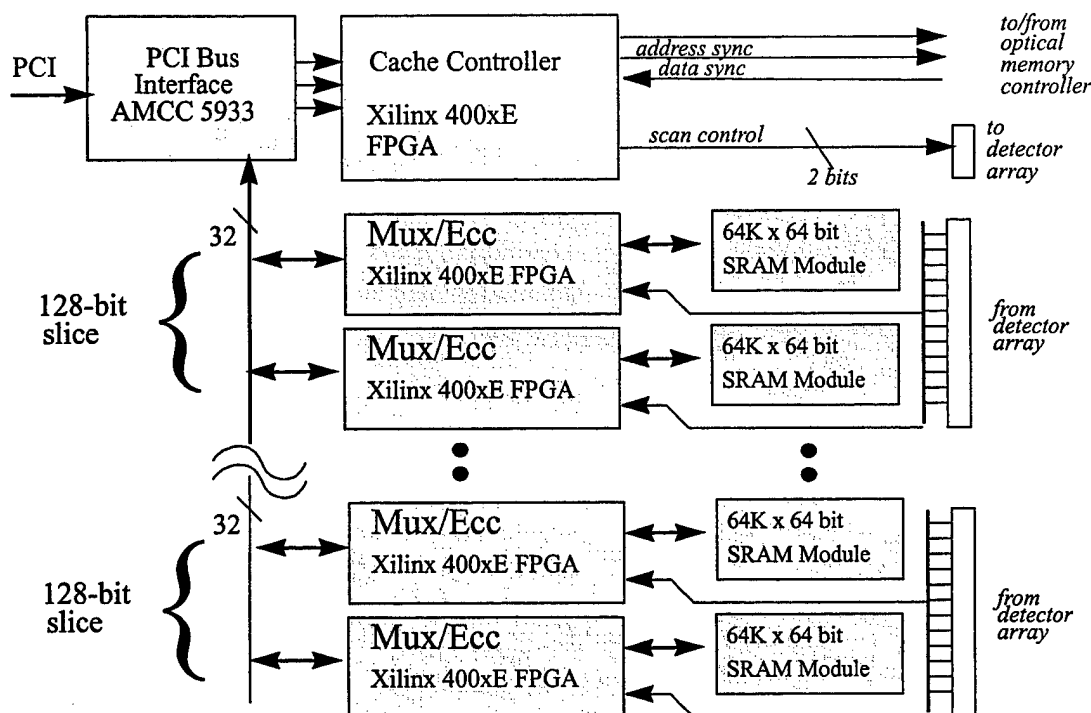 PCI
PCI Bus
Interface
AMCC 5933
Cache Controller
Xilinx 400xE
FPGA
address sync
data sync
to/from
optical
memory
controller
scan control
2 bits
to
detector
array
32
128-bit
slice
Mux/Ecc
Xilinx 400xE FPGA
64K x 64 bit
SRAM Module
Mux/Ecc
Xilinx 400xE FPGA
64K x 64 bit
SRAM Module
from
detector
array
32
128-bit
slice
Mux/Ecc
Xilinx 400xE FPGA
64K x 64 bit
SRAM Module
Mux/Ecc
Xilinx 400xE FPGA
64K x 64 bit
SRAM Module
from
detector
array